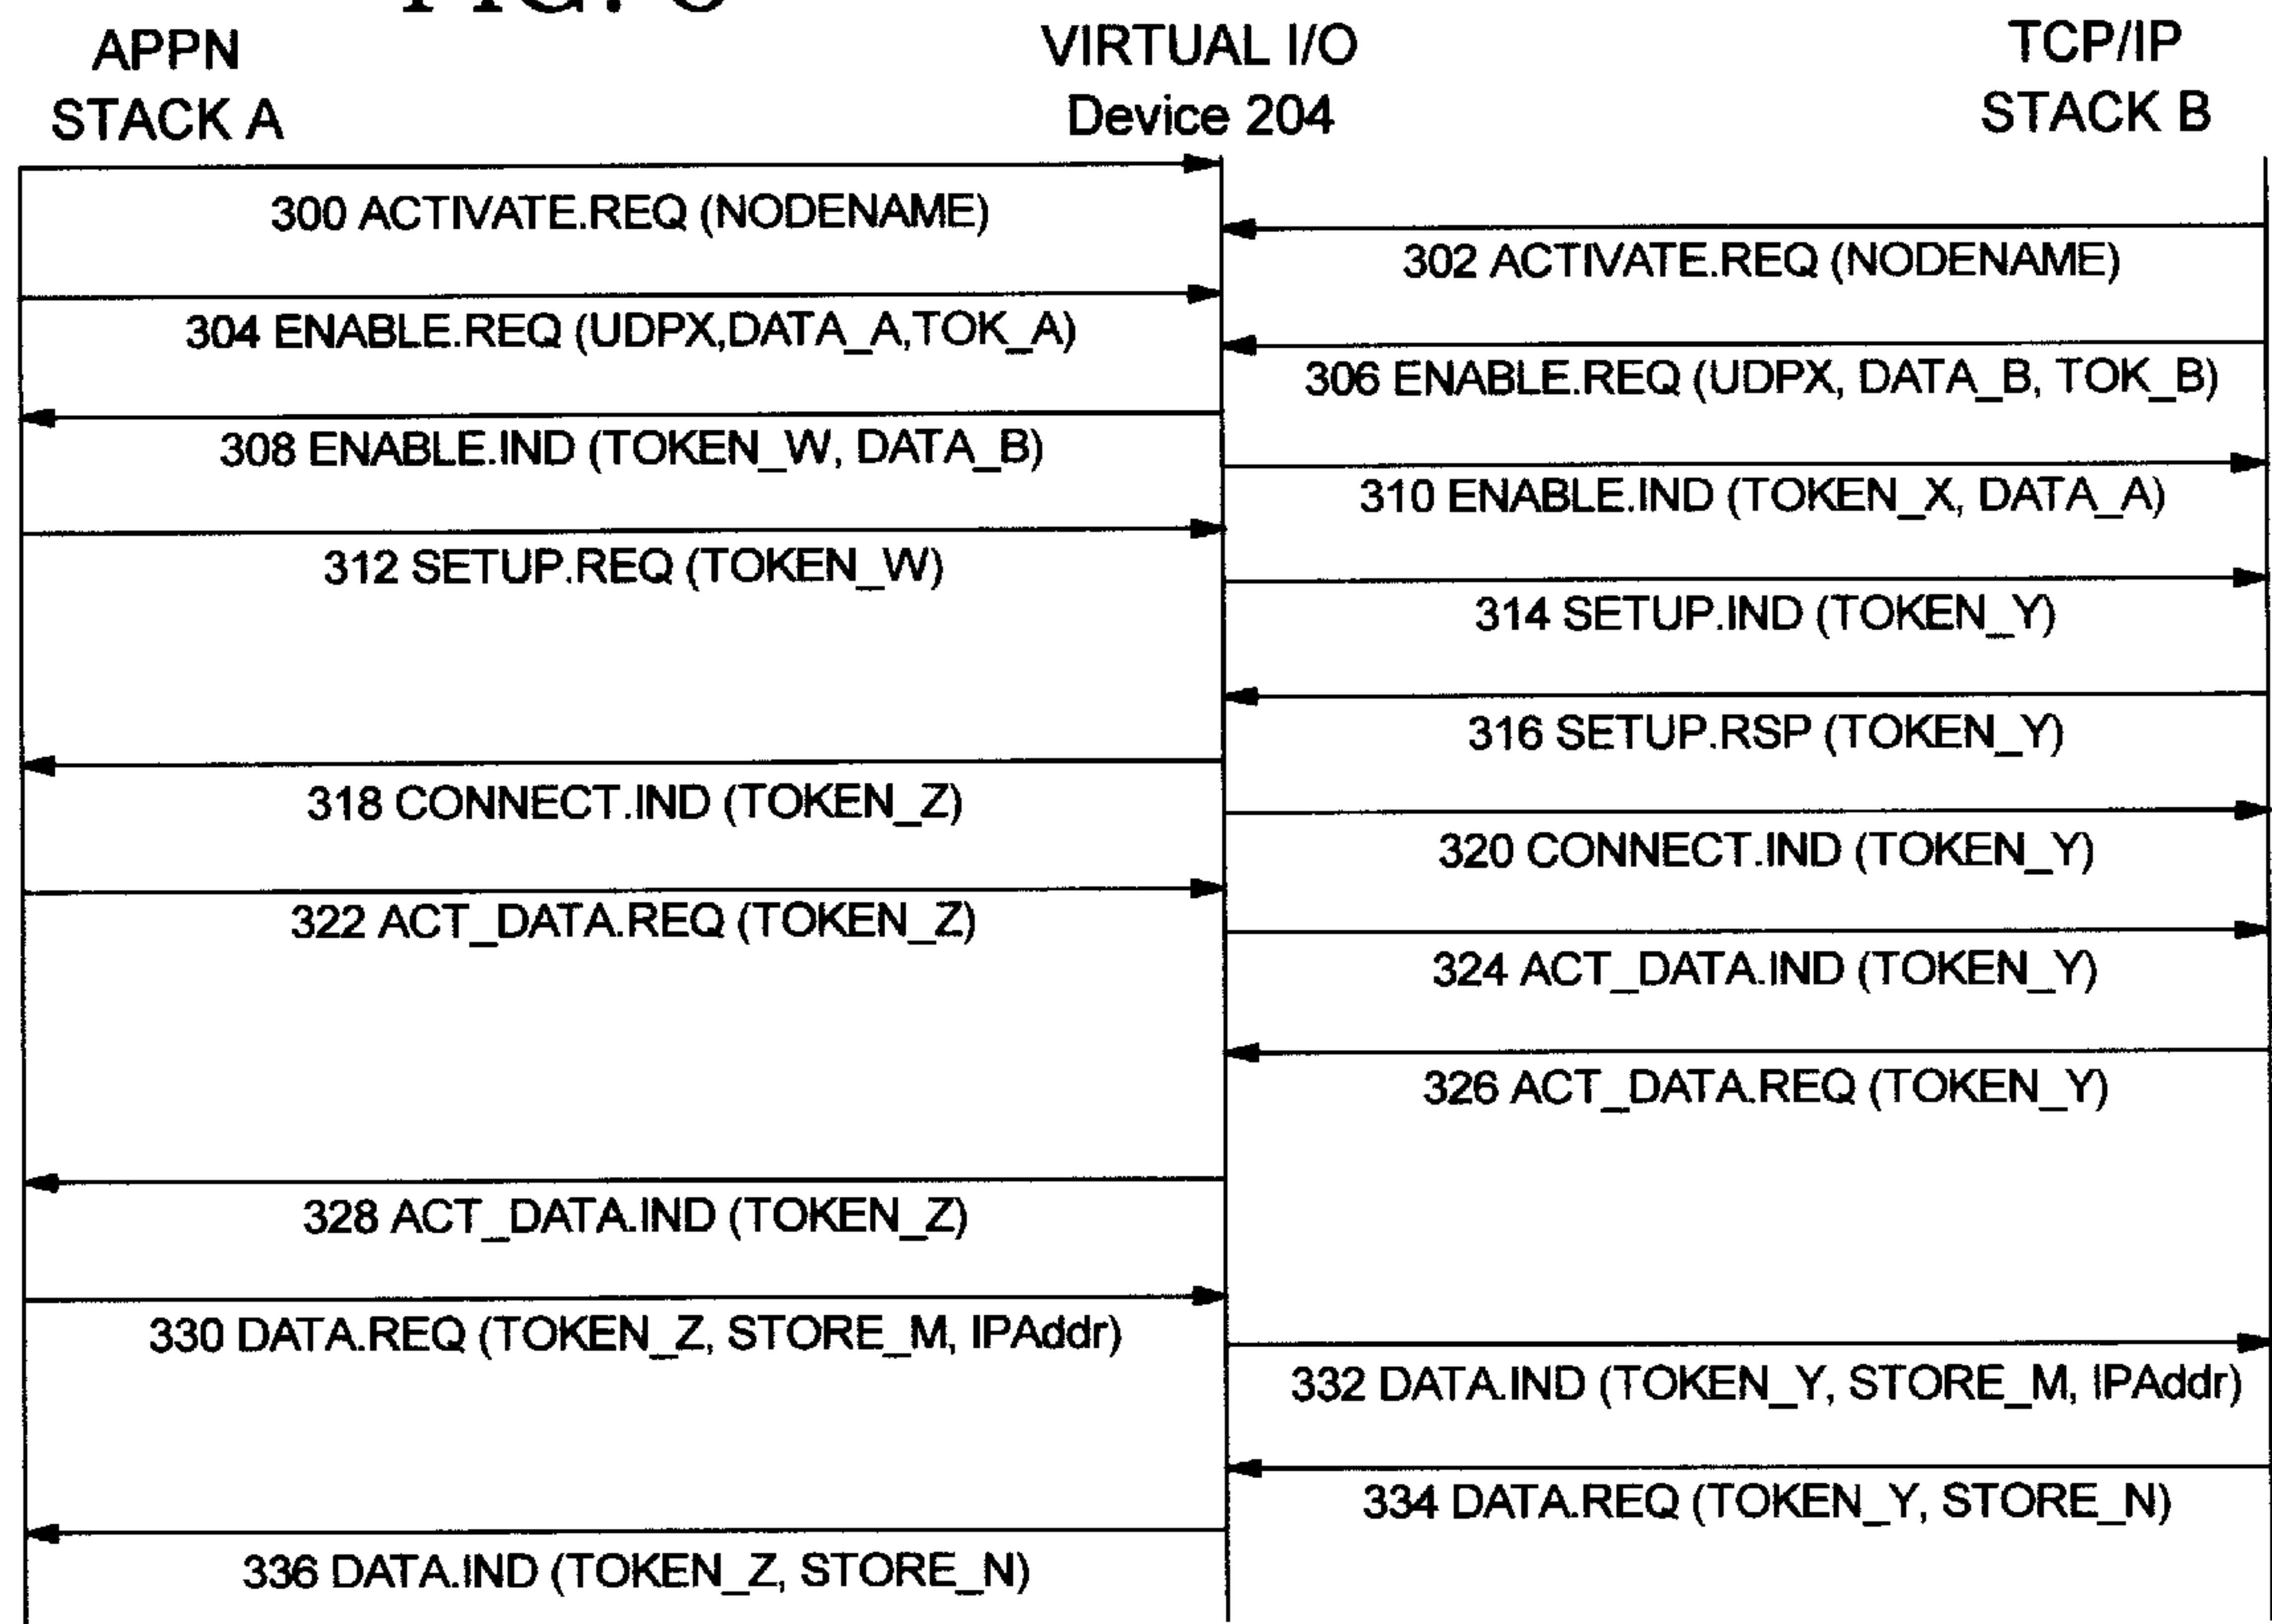 APPN
STACK A
VIRTUAL I/O
Device 204
TCP/IP
STACK B
300 ACTIVATE.REQ (NODENAME)
302 ACTIVATE.REQ (NODENAME)
304 ENABLE.REQ (UDPX,DATA_A,TOK_A)
306 ENABLE.REQ (UDPX, DATA_B, TOK_B)
308 ENABLE.IND (TOKEN_W, DATA_B)
310 ENABLE.IND (TOKEN_X, DATA_A)
312 SETUP.REQ (TOKEN_W)
314 SETUP.IND (TOKEN_Y)
316 SETUP.RSP (TOKEN_Y)
318 CONNECT.IND (TOKEN_Z)
320 CONNECT.IND (TOKEN_Y)
322 ACT_DATA.REQ (TOKEN_Z)
324 ACT_DATA.IND (TOKEN_Y)
326 ACT_DATA.REQ (TOKEN_Y)
328 ACT_DATA.IND (TOKEN_Z)
330 DATA.REQ (TOKEN_Z, STORE_M, IPAddr)
332 DATA.IND (TOKEN_Y, STORE_M, IPAddr)
334 DATA.REQ (TOKEN_Y, STORE_N)
336 DATA.IND (TOKEN_Z, STORE_N)